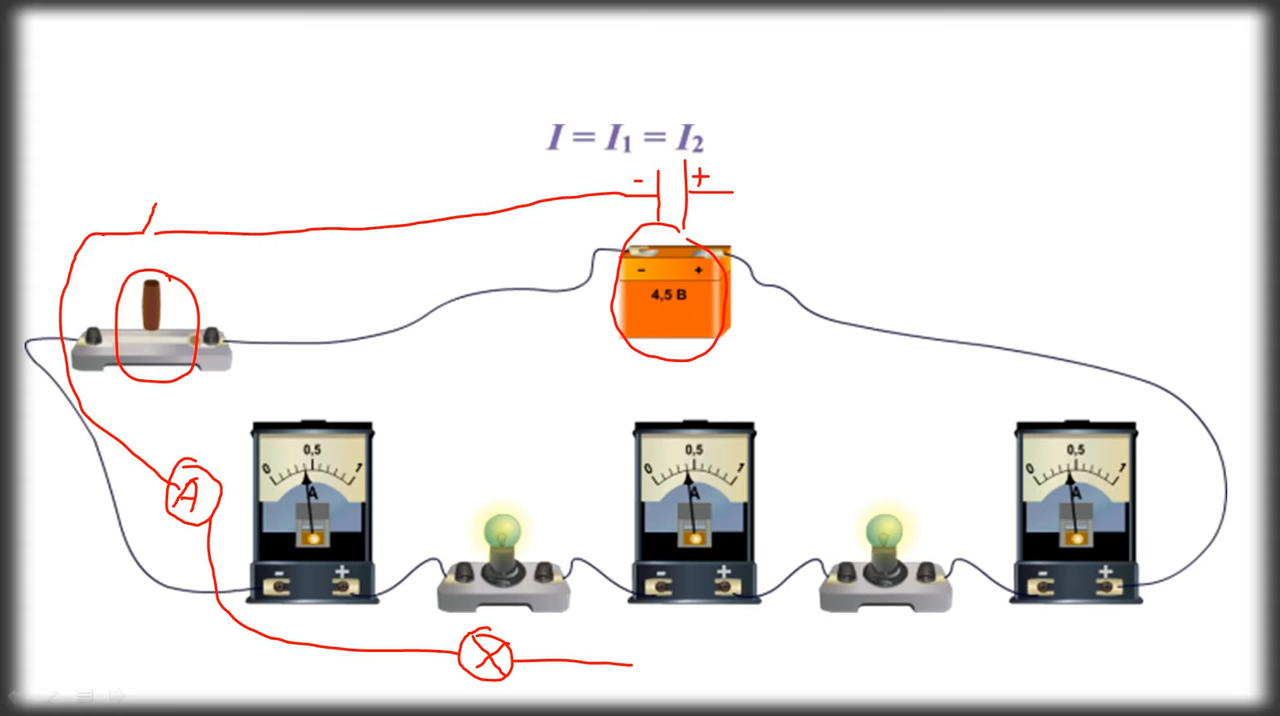 I = I₁ = I₂
- +
- +
4,5 В
0 0,5 1
A
0 0,5 1
A
0 0,5 1
A
A
- +
- +
- +